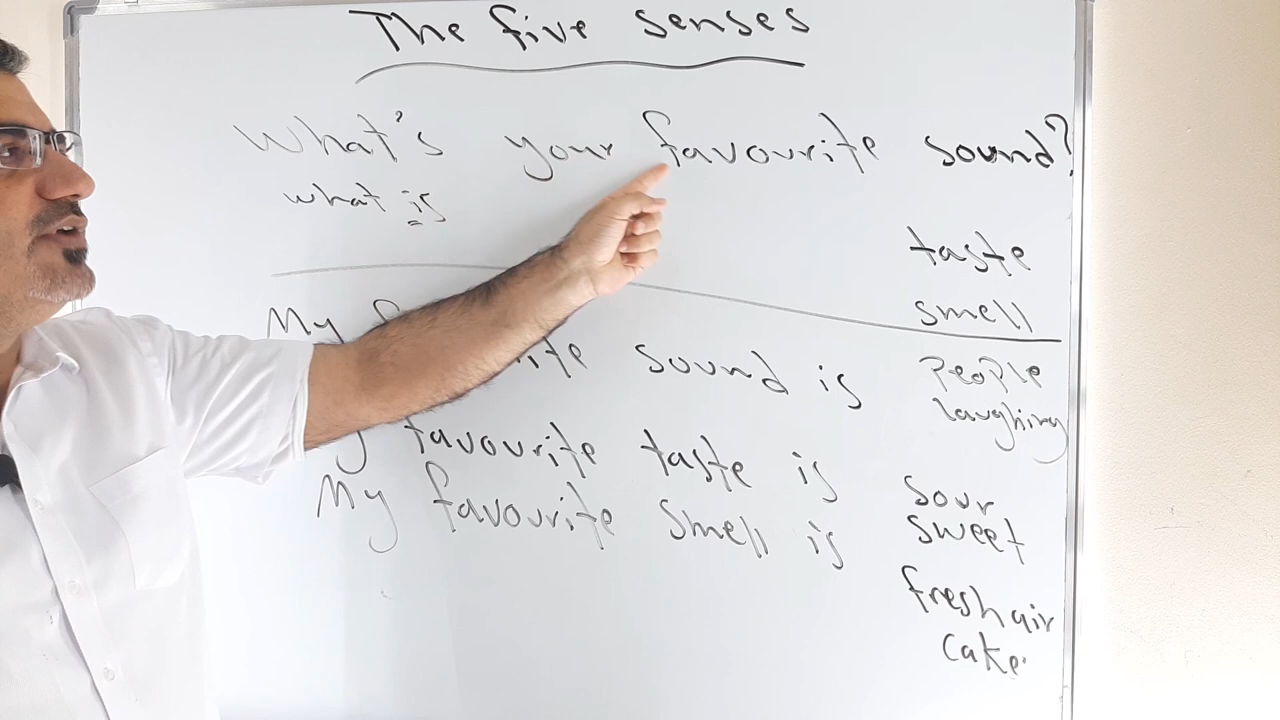 The five senses
What's your favourite sound?
what is
taste
smell
My sound is people
laughing
favourite taste is sour
My favourite smell is sweet
fresh air
cake